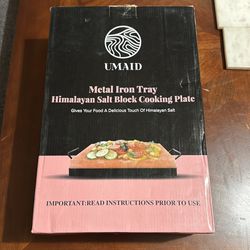 UMAID
Metal Iron Tray
Himalayan Salt Block Cooking Plate
Gives Your Food A Delicious Touch Of Himalayan Salt
IMPORTANT:READ INSTRUCTIONS PRIOR TO USE